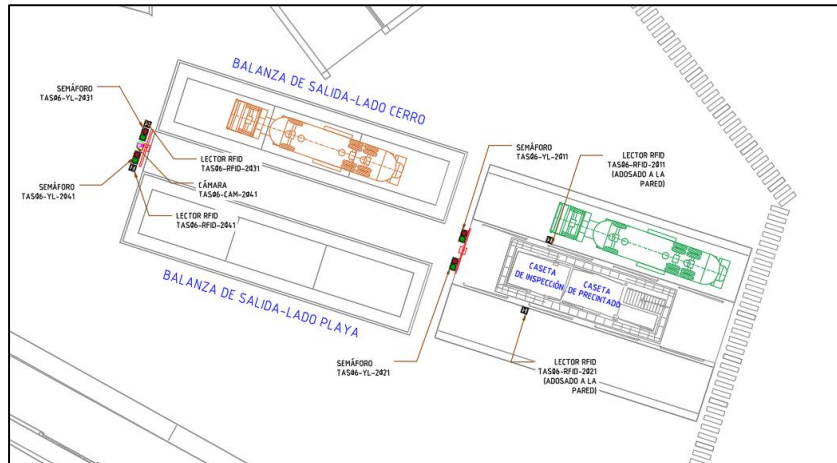 BALANZA DE SALIDA-LADO CERRO
SEMÁFORO
TAS06-YL-2031
LECTOR RFID
TAS06-RFID-2031
SEMÁFORO
TAS06-YL-2041
CÁMARA
TAS06-CAM-2041
LECTOR RFID
TAS06-RFID-2041
BALANZA DE SALIDA-LADO PLAYA
SEMÁFORO
TAS06-YL-2011
LECTOR RFID
TAS06-RFID-2011
(ADOSADO A LA
PARED)
CASETA
DE INSPECCIÓN
CASETA
DE PRECINTADO
SEMÁFORO
TAS06-YL-2021
LECTOR RFID
TAS06-RFID-2021
(ADOSADO A LA
PARED)